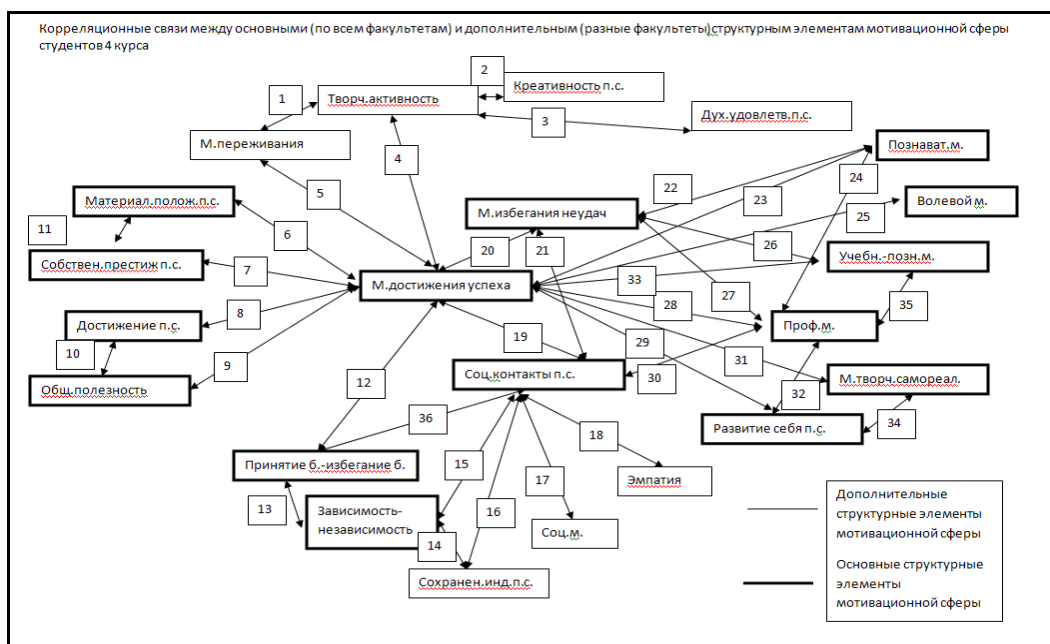 Корреляционные связи между основными (по всем факультетам) и дополнительным (разные факультеты)структурным элементам мотивационной сферы
студентов 4 курса
2
Креативность п.с.
1
Творч.активность
3
Дух.удовлетв.п.с.
М.переживания
4
Познават.м.
24
22
23
5
Материал.полож.п.с.
Волевой м.
М.избегания неудач
25
11
6
20
21
26
Учебн.-позн.м.
Собствен.престиж п.с.
7
33
М.достижения успеха
27
28
35
8
Достижение п.с.
Проф.м.
19
29
10
31
9
Соц.контакты п.с.
30
М.творч.самореал.
12
Общ.полезность
32
36
34
Развитие себя п.с.
18
15
Принятие б.-избегание б.
17
Эмпатия
16
13
Зависимость-
независимость
Соц.м.
14
Сохранен.инд.п.с.
Дополнительные
структурные элементы
мотивационной сферы
Основные структурные
элементы
мотивационной сферы